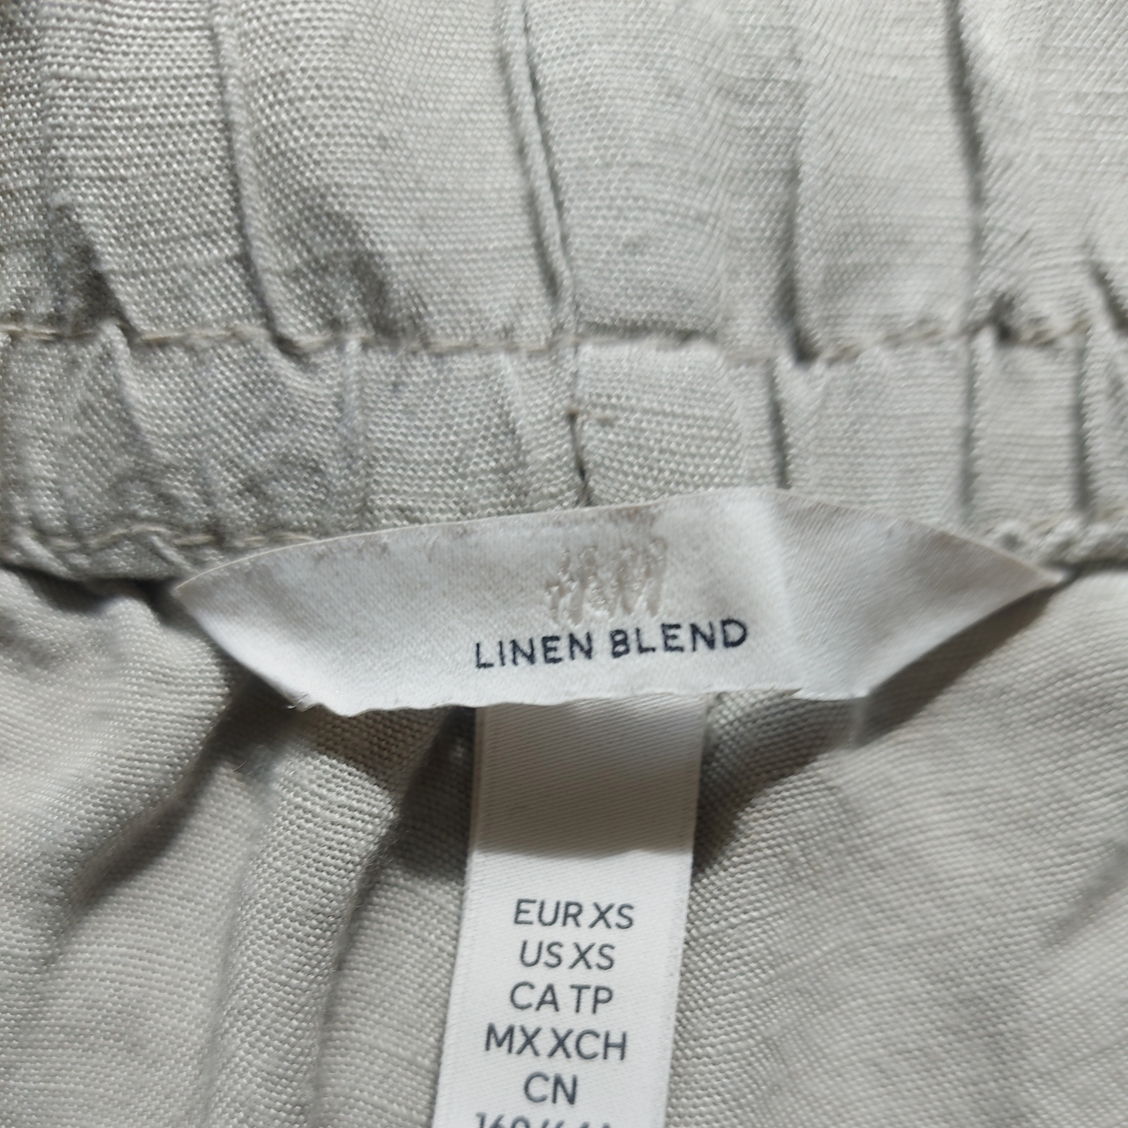 H&M
LINEN BLEND
EUR XS
US XS
CA TP
MX XCH
CN